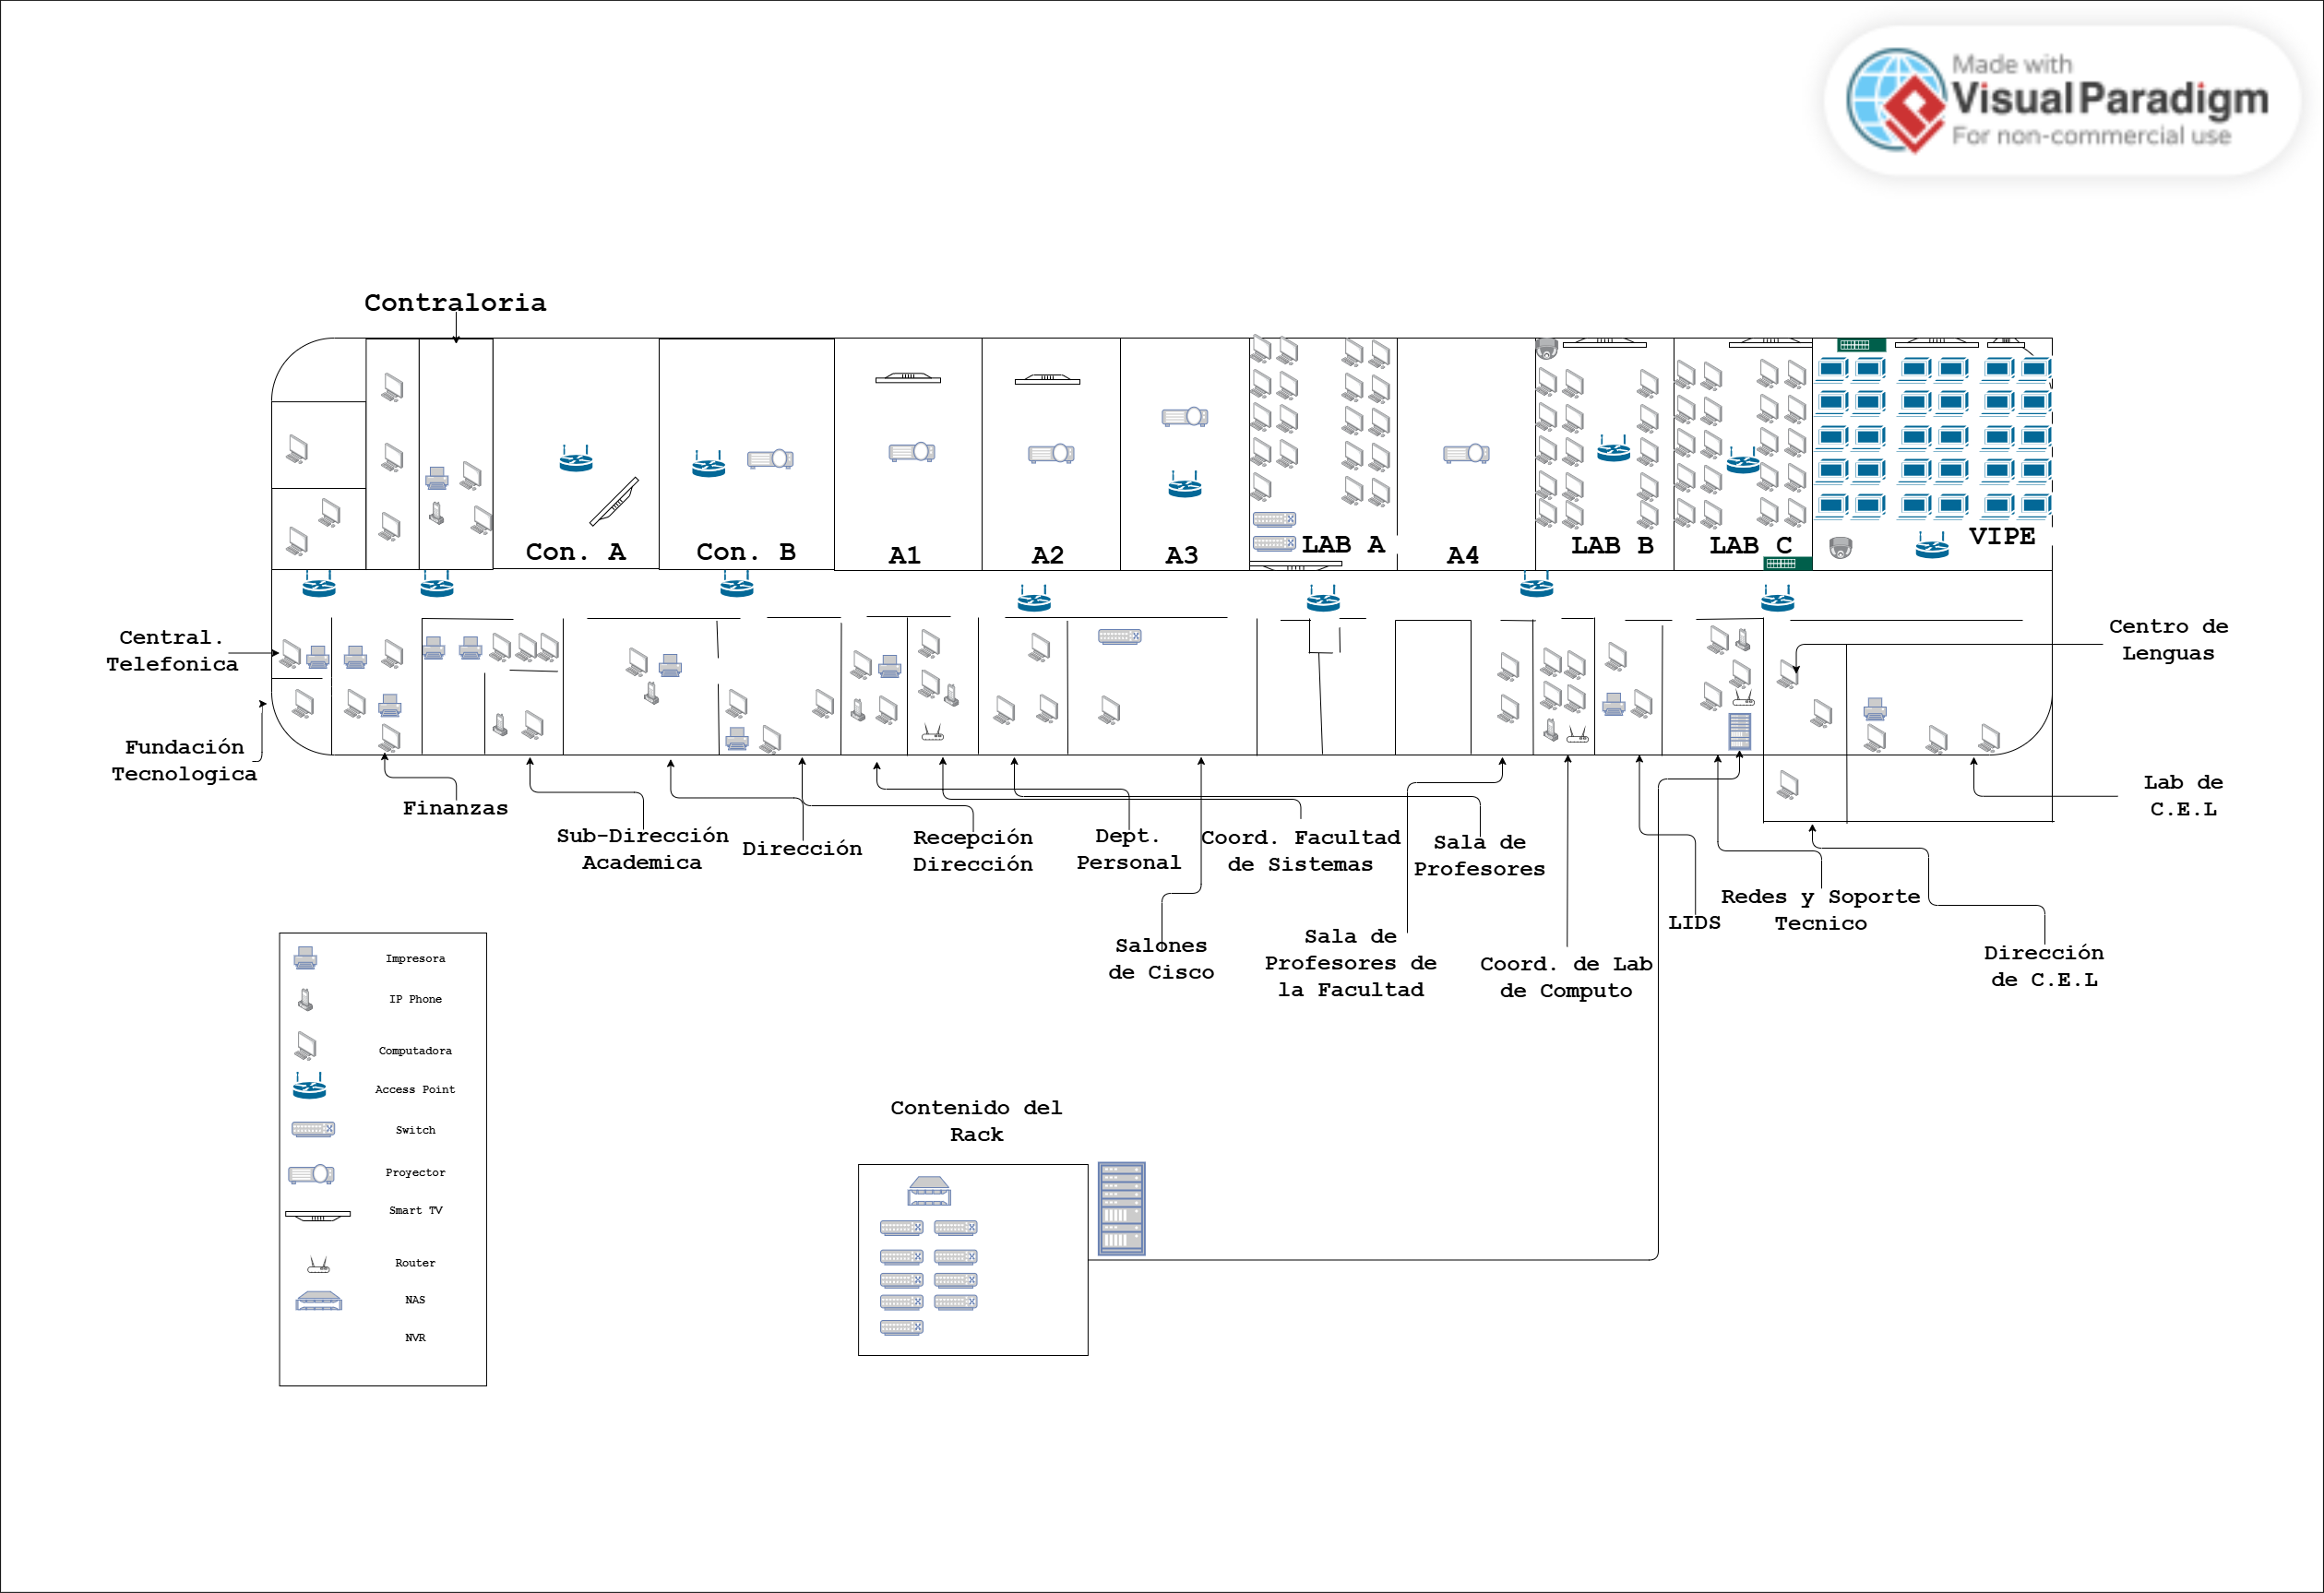 Made with
Visual Paradigm
For non-commercial use
Contraloria
Con. A
Con. B
A1
A2
A3
LAB A
A4
LAB B
LAB C
VIPE
Central.
Telefonica
Fundación
Tecnologica
Centro de
Lenguas
Lab de
C.E.L
Finanzas
Sub-Dirección
Academica
Dirección
Recepción
Dirección
Dept.
Personal
Coord. Facultad
de Sistemas
Sala de
Profesores
Salones
de Cisco
Sala de
Profesores de
la Facultad
Coord. de Lab
de Computo
LIDS
Redes y Soporte
Tecnico
Dirección
de C.E.L
Impresora
IP Phone
Computadora
Access Point
Switch
Proyector
Smart TV
Router
NAS
NVR
Contenido del
Rack